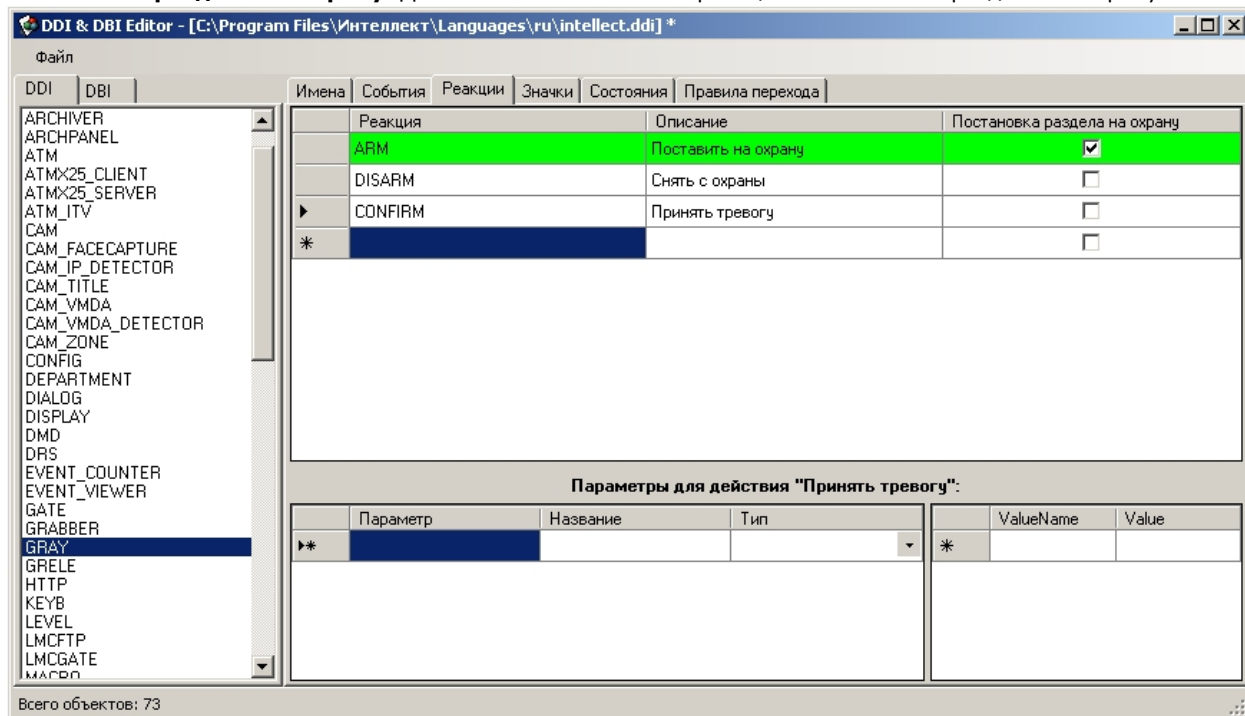 DDI & DBI Editor - [C:\Program Files\Интеллект\Languages\ru\intellect.ddi] *
Файл
DDI DBI
Имена События Реакции Значки Состояния Правила перехода
ARCHIVER
ARCHPANEL
ATM
ATMX25_CLIENT
ATMX25_SERVER
ATM_ITV
CAM
CAM_FACECAPTURE
CAM_IP_DETECTOR
CAM_TITLE
CAM_VMDA
CAM_VMDA_DETECTOR
CAM_ZONE
CONFIG
DEPARTMENT
DIALOG
DISPLAY
DMD
DRS
EVENT_COUNTER
EVENT_VIEWER
GATE
GRABBER
GRAY
GRELE
HTTP
KEYB
LEVEL
LMCFTP
LMCGATE
MACRO
Реакция Описание Постановка раздела на охрану
ARM Поставить на охрану
DISARM Снять с охраны
CONFIRM Принять тревогу
Параметры для действия "Принять тревогу":
Параметр Название Тип
ValueName Value
Всего объектов: 73